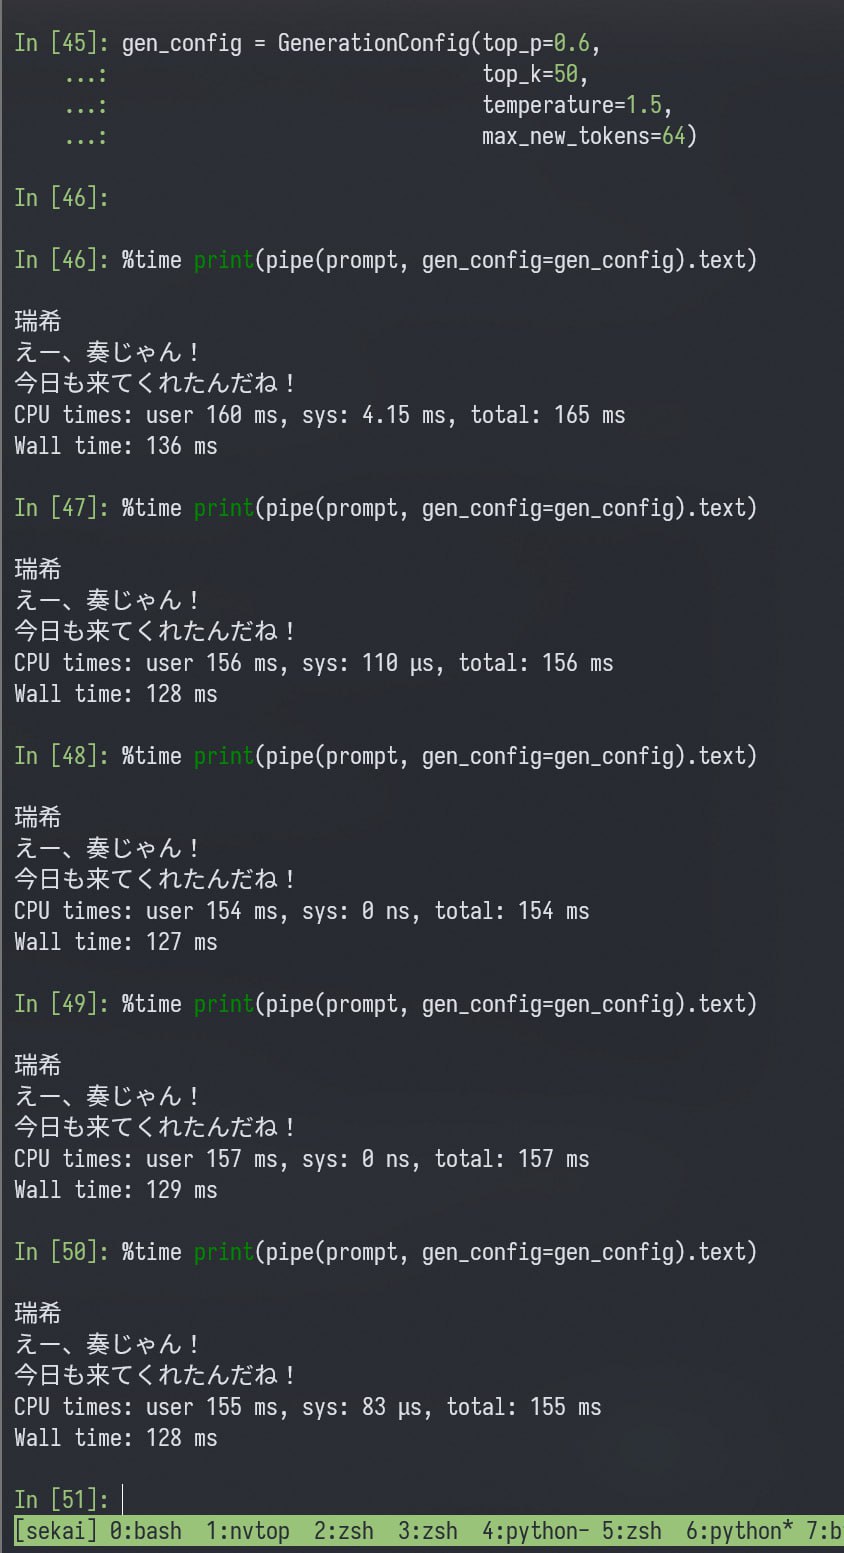 In [45]: gen_config = GenerationConfig(top_p=0.6,
...: top_k=50,
...: temperature=1.5,
...: max_new_tokens=64)
In [46]:
In [46]: %time print(pipe(prompt, gen_config=gen_config).text)
瑞希
えー、奏じゃん！
今日も来てくれたんだね！
CPU times: user 160 ms, sys: 4.15 ms, total: 165 ms
Wall time: 136 ms
In [47]: %time print(pipe(prompt, gen_config=gen_config).text)
瑞希
えー、奏じゃん！
今日も来てくれたんだね！
CPU times: user 156 ms, sys: 110 µs, total: 156 ms
Wall time: 128 ms
In [48]: %time print(pipe(prompt, gen_config=gen_config).text)
瑞希
えー、奏じゃん！
今日も来てくれたんだね！
CPU times: user 154 ms, sys: 0 ns, total: 154 ms
Wall time: 127 ms
In [49]: %time print(pipe(prompt, gen_config=gen_config).text)
瑞希
えー、奏じゃん！
今日も来てくれたんだね！
CPU times: user 157 ms, sys: 0 ns, total: 157 ms
Wall time: 129 ms
In [50]: %time print(pipe(prompt, gen_config=gen_config).text)
瑞希
えー、奏じゃん！
今日も来てくれたんだね！
CPU times: user 155 ms, sys: 83 µs, total: 155 ms
Wall time: 128 ms
In [51]:
[sekai] 0:bash 1:nvtop 2:zsh 3:zsh 4:python- 5:zsh 6:python* 7:b